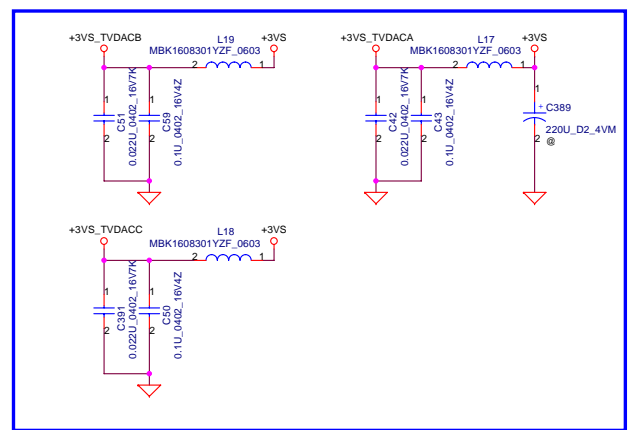 +3VS_TVDACB
L19
+3VS
MBK1608301YZF_0603
2
1
1
2
C51
0.022U_0402_16V7K
1
2
C59
0.1U_0402_16V4Z
+3VS_TVDACA
L17
+3VS
MBK1608301YZF_0603
2
1
1
2
C42
0.022U_0402_16V7K
1
2
C43
0.1U_0402_16V4Z
1
+
C389
220U_D2_4VM
2
@
+3VS_TVDACC
L18
+3VS
MBK1608301YZF_0603
2
1
1
2
C391
0.022U_0402_16V7K
1
2
C50
0.1U_0402_16V4Z